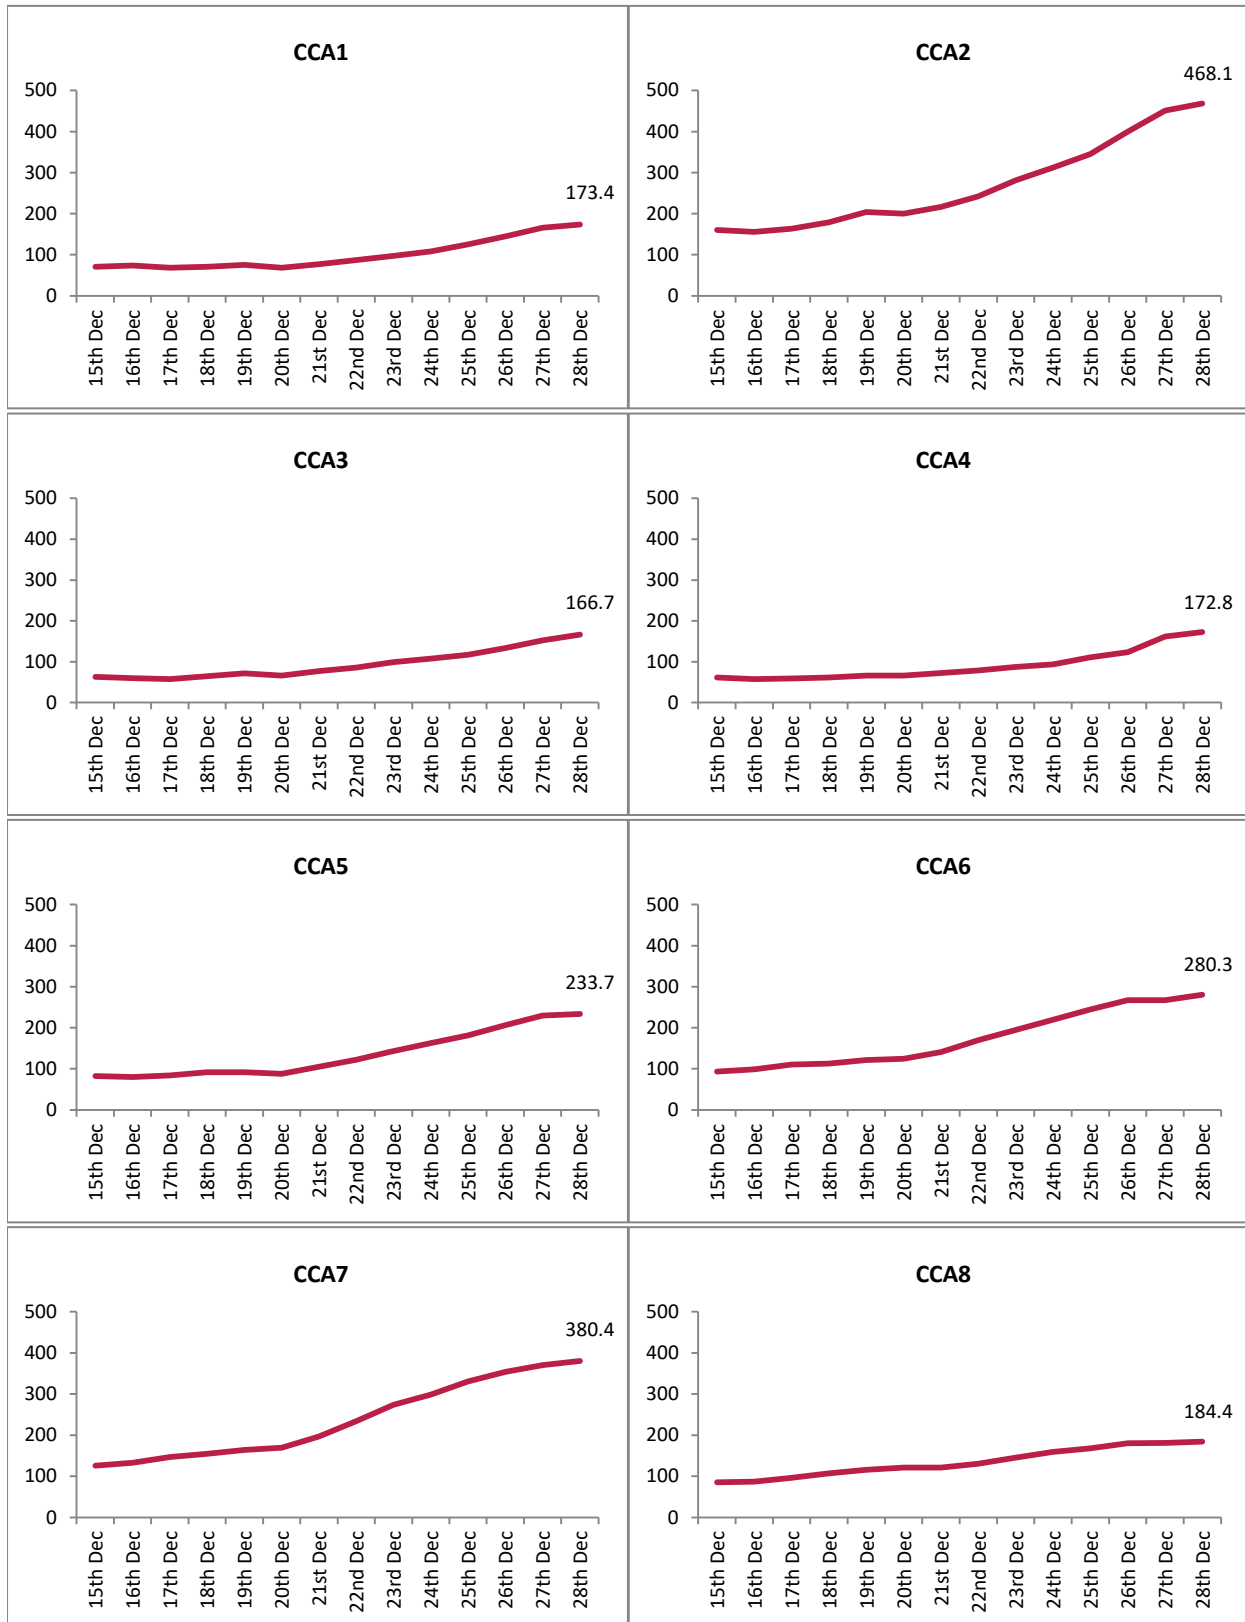 CCA1
500
400
300
200
100
0
173.4
15th Dec
16th Dec
17th Dec
18th Dec
19th Dec
20th Dec
21st Dec
22nd Dec
23rd Dec
24th Dec
25th Dec
26th Dec
27th Dec
28th Dec
CCA2
500
400
300
200
100
0
468.1
15th Dec
16th Dec
17th Dec
18th Dec
19th Dec
20th Dec
21st Dec
22nd Dec
23rd Dec
24th Dec
25th Dec
26th Dec
27th Dec
28th Dec
CCA3
500
400
300
200
100
0
166.7
15th Dec
16th Dec
17th Dec
18th Dec
19th Dec
20th Dec
21st Dec
22nd Dec
23rd Dec
24th Dec
25th Dec
26th Dec
27th Dec
28th Dec
CCA4
500
400
300
200
100
0
172.8
15th Dec
16th Dec
17th Dec
18th Dec
19th Dec
20th Dec
21st Dec
22nd Dec
23rd Dec
24th Dec
25th Dec
26th Dec
27th Dec
28th Dec
CCA5
500
400
300
200
100
0
233.7
15th Dec
16th Dec
17th Dec
18th Dec
19th Dec
20th Dec
21st Dec
22nd Dec
23rd Dec
24th Dec
25th Dec
26th Dec
27th Dec
28th Dec
CCA6
500
400
300
200
100
0
280.3
15th Dec
16th Dec
17th Dec
18th Dec
19th Dec
20th Dec
21st Dec
22nd Dec
23rd Dec
24th Dec
25th Dec
26th Dec
27th Dec
28th Dec
CCA7
500
400
300
200
100
0
380.4
15th Dec
16th Dec
17th Dec
18th Dec
19th Dec
20th Dec
21st Dec
22nd Dec
23rd Dec
24th Dec
25th Dec
26th Dec
27th Dec
28th Dec
CCA8
500
400
300
200
100
0
184.4
15th Dec
16th Dec
17th Dec
18th Dec
19th Dec
20th Dec
21st Dec
22nd Dec
23rd Dec
24th Dec
25th Dec
26th Dec
27th Dec
28th Dec